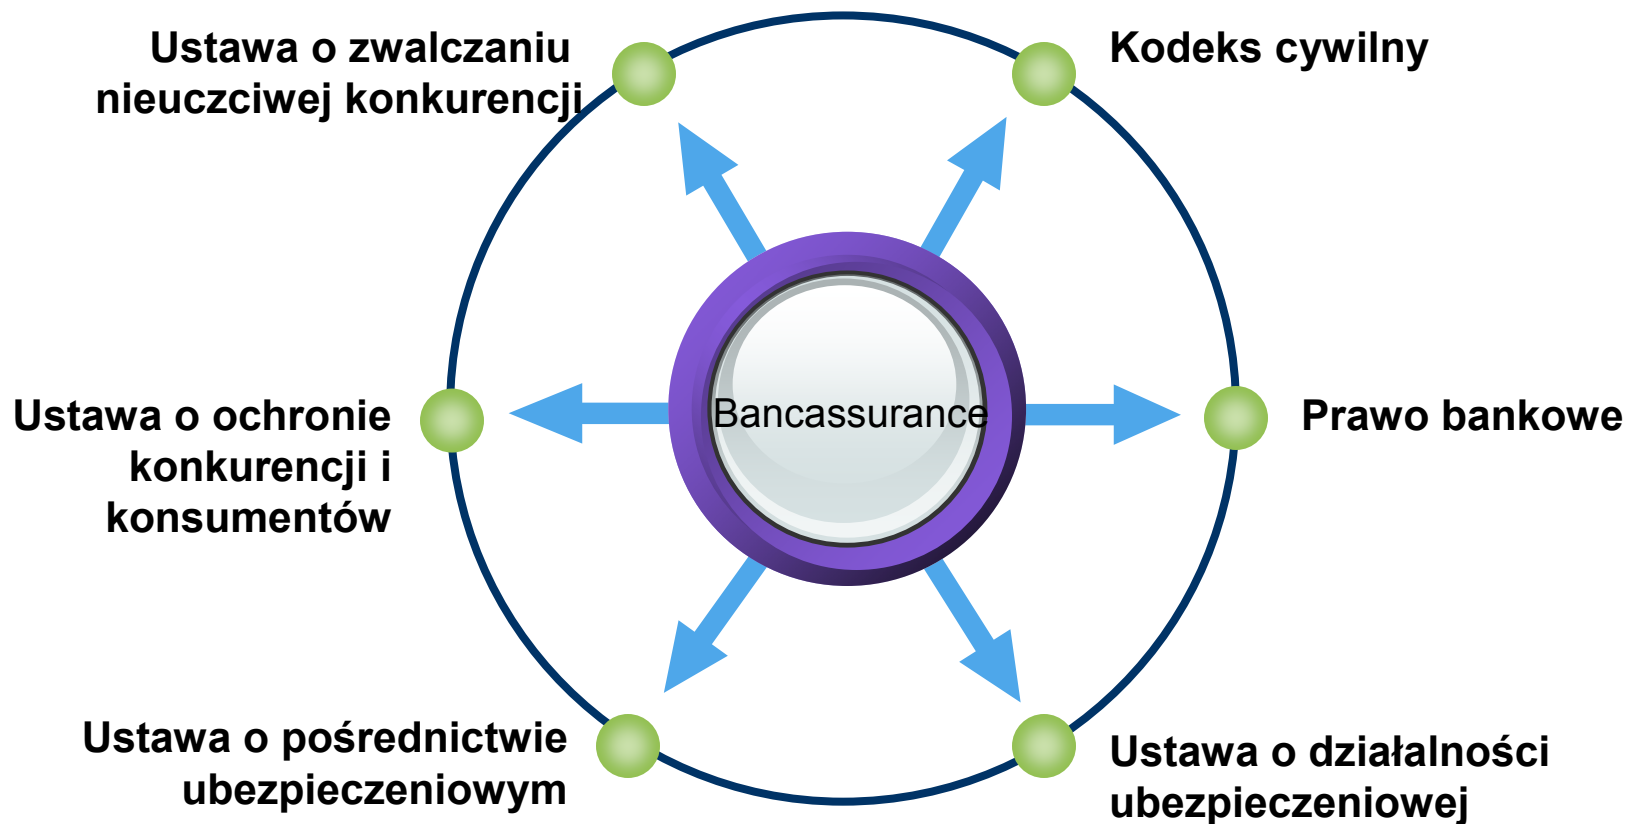 Ustawa o zwalczaniu
nieuczciwej konkurencji
Kodeks cywilny
Ustawa o ochronie
konkurencji i
konsumentów
Bancassurance
Prawo bankowe
Ustawa o pośrednictwie
ubezpieczeniowym
Ustawa o działalności
ubezpieczeniowej